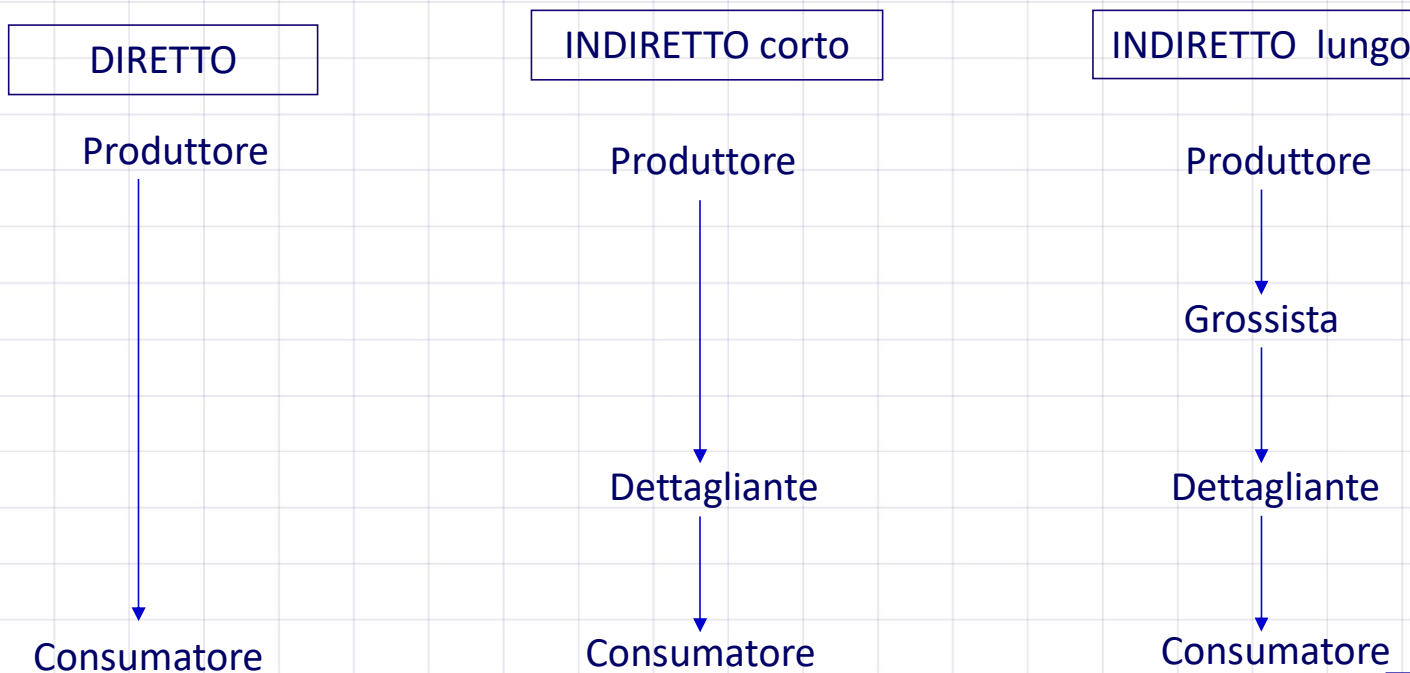 DIRETTO
Produttore
Consumatore
INDIRETTO corto
Produttore
Dettagliante
Consumatore
INDIRETTO lungo
Produttore
Grossista
Dettagliante
Consumatore